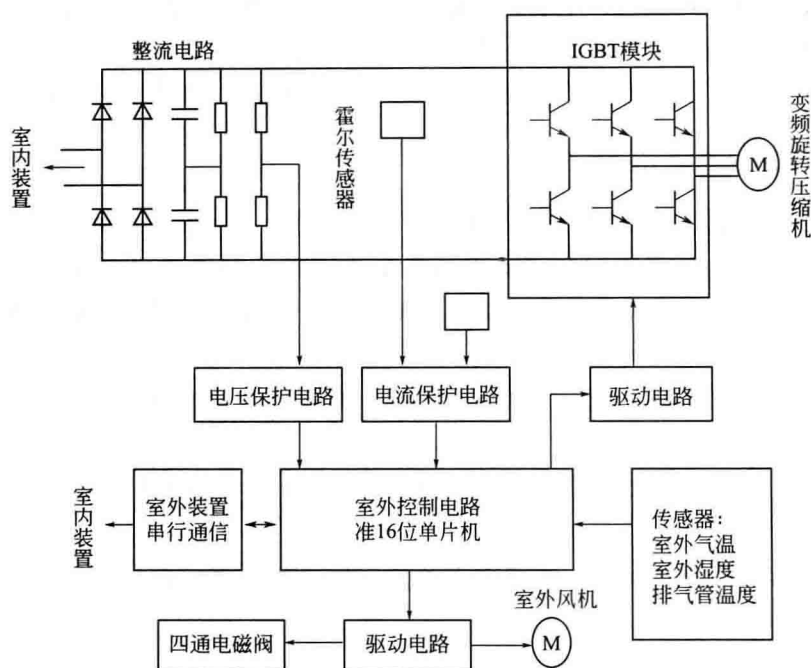 整流电路
IGBT模块
室内装置
霍尔传感器
M
变频旋转压缩机
电压保护电路
电流保护电路
驱动电路
室内装置
室外装置
串行通信
室外控制电路
准16位单片机
传感器：
室外气温
室外湿度
排气管温度
室外风机
四通电磁阀
驱动电路
M